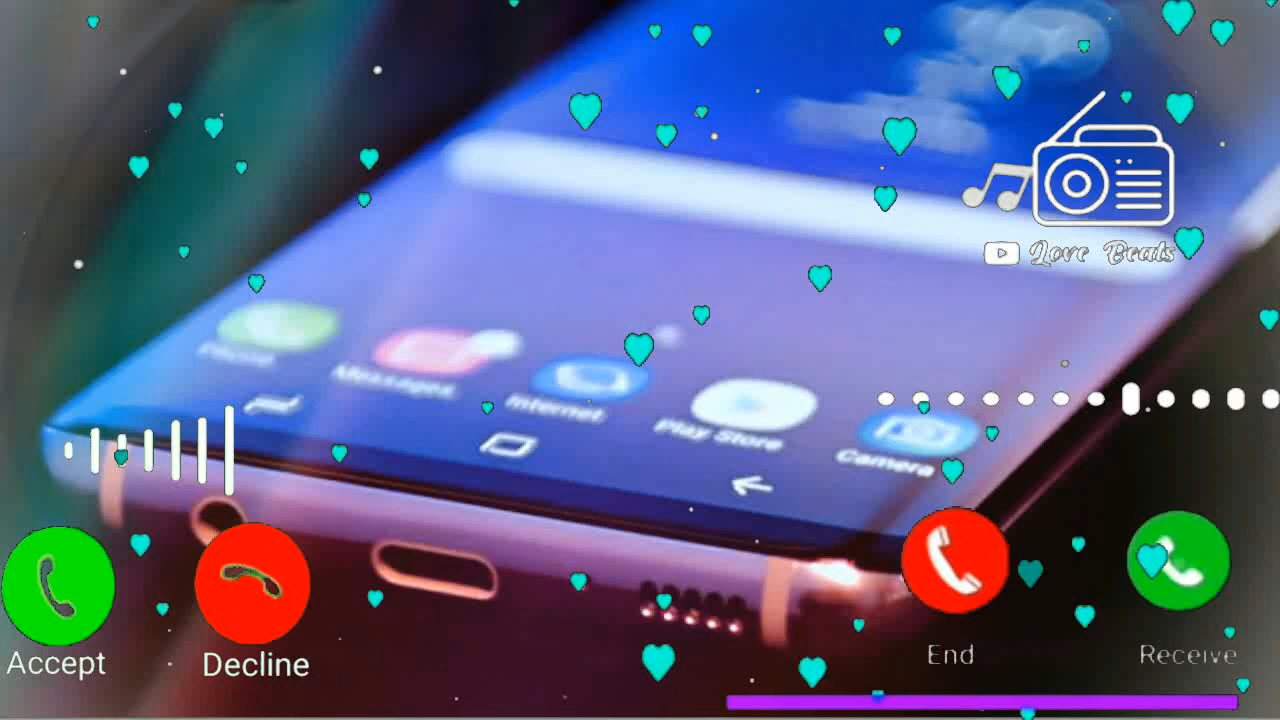 Love Beats
Phone
Messages
Internet
Play Store
Camera
Accept
Decline
End
Receive